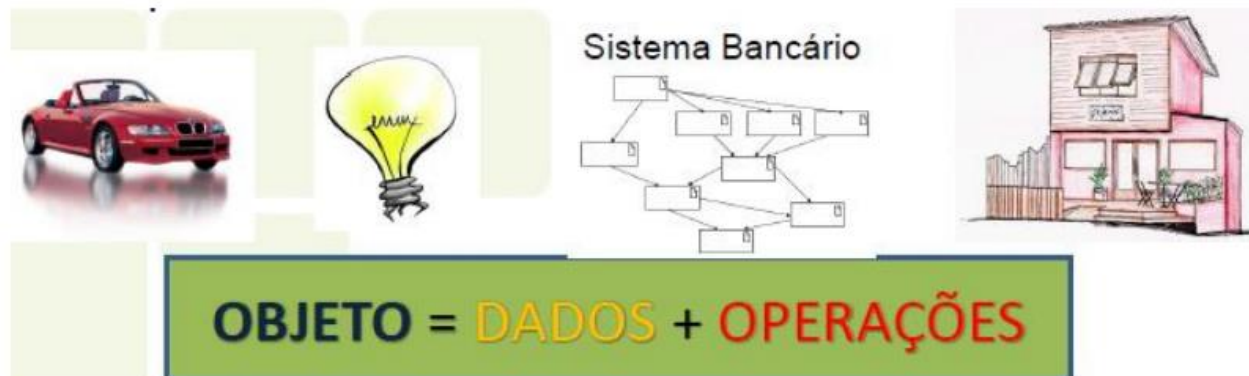 Sistema Bancário
OBJETO = DADOS + OPERAÇÕES